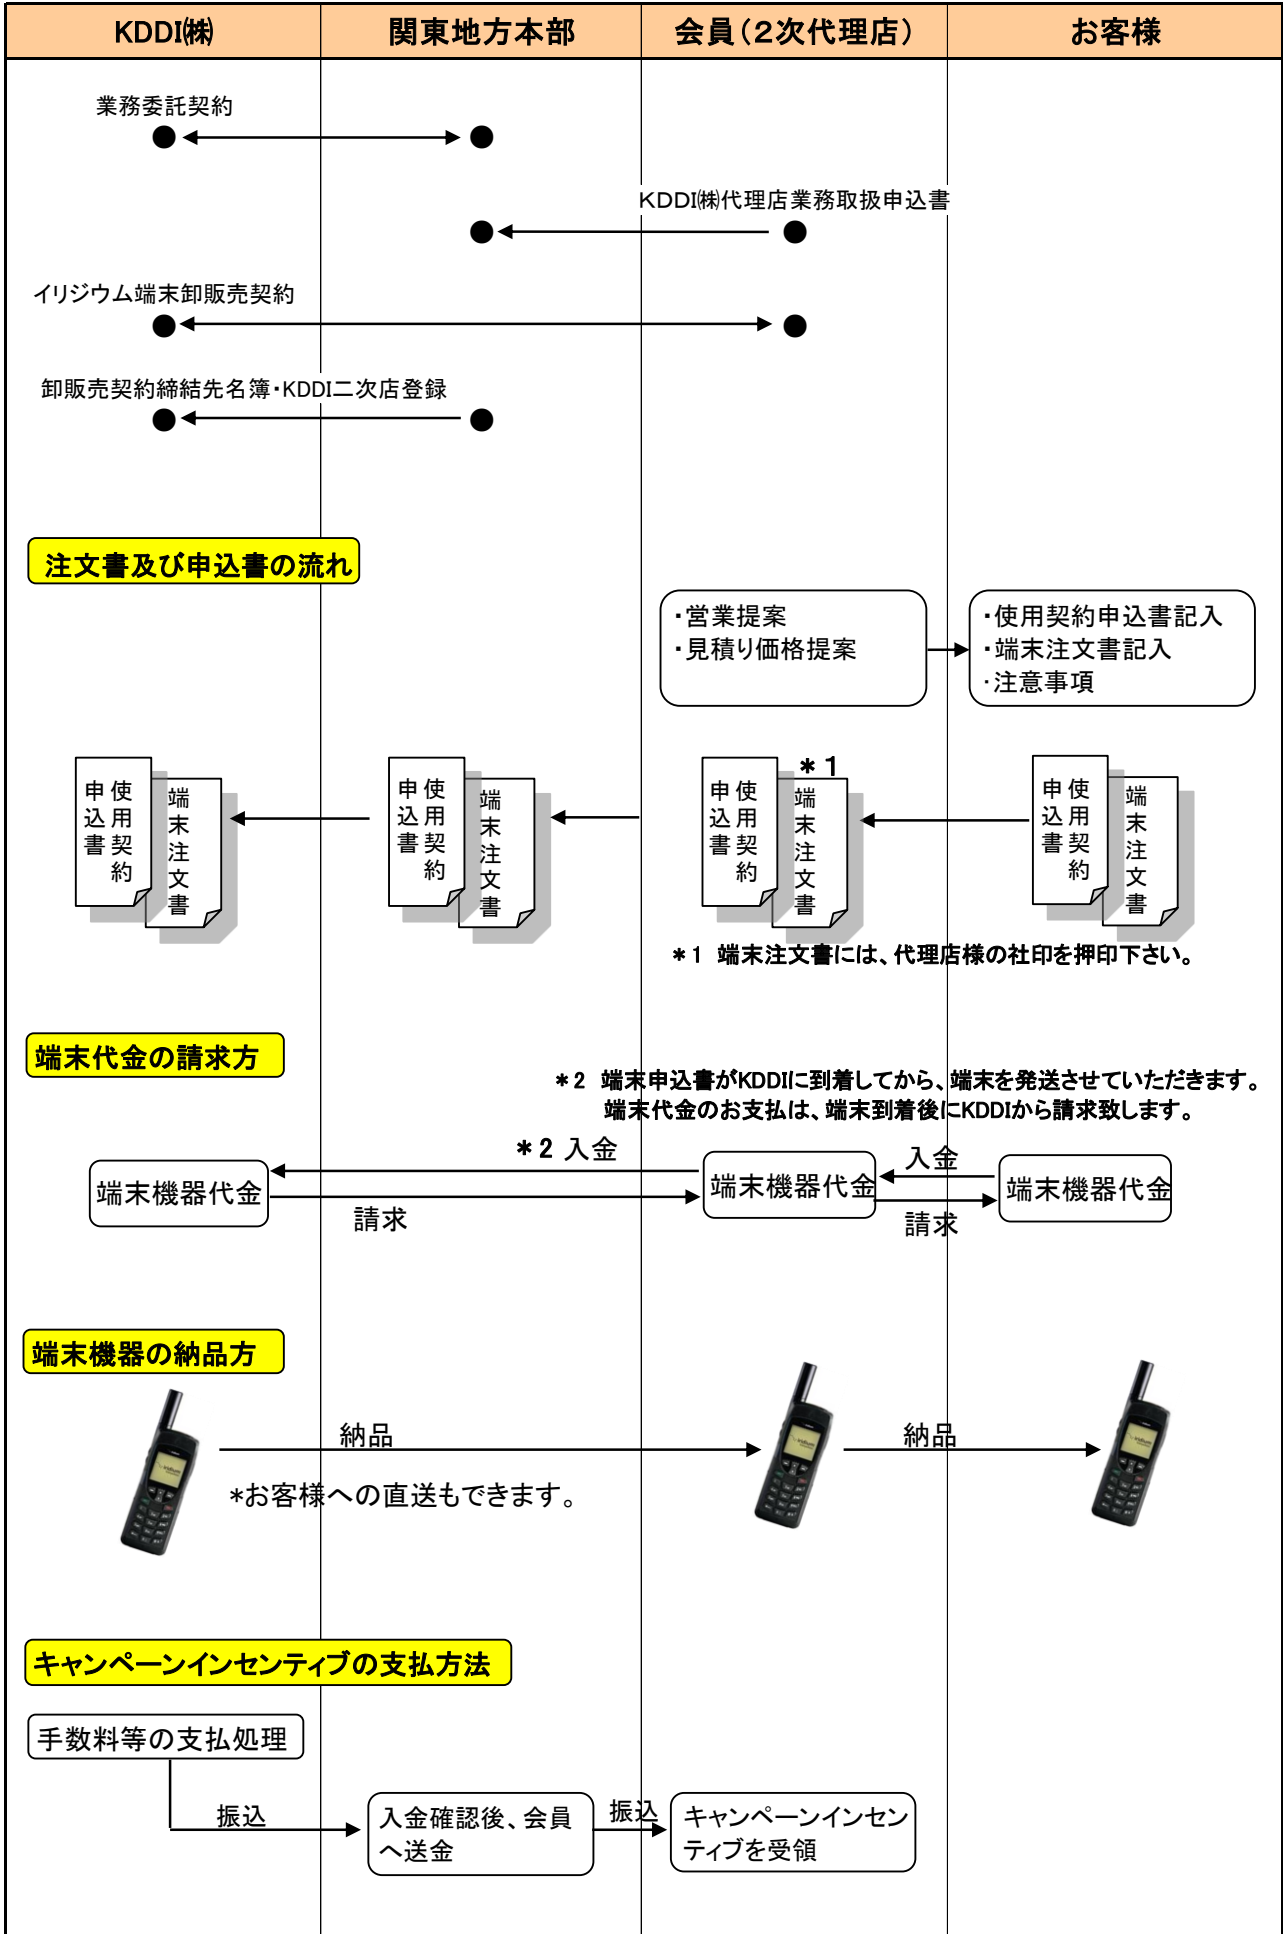 KDDI㈱
関東地方本部
会員（２次代理店）
お客様
業務委託契約
ＫＤＤＩ㈱代理店業務取扱申込書
イリジウム端末卸販売契約
卸販売契約締結先名簿・KDDI二次店登録
注文書及び申込書の流れ
・営業提案
・見積り価格提案
・使用契約申込書記入
・端末注文書記入
・注意事項
使用契約
申込書
端末注文書
使用契約
申込書
端末注文書
＊１
使用契約
申込書
端末注文書
使用契約
申込書
端末注文書
＊１　端末注文書には、代理店様の社印を押印下さい。
端末代金の請求方
＊２　端末申込書がKDDIに到着してから、端末を発送させていただきます。
端末代金のお支払は、端末到着後にKDDIから請求致します。
＊２ 入金
入金
端末機器代金
端末機器代金
端末機器代金
請求
請求
端末機器の納品方
納品
納品
*お客様への直送もできます。
キャンペーンインセンティブの支払方法
手数料等の支払処理
振込
入金確認後、会員
へ送金
振込
キャンペーンインセン
ティブを受領